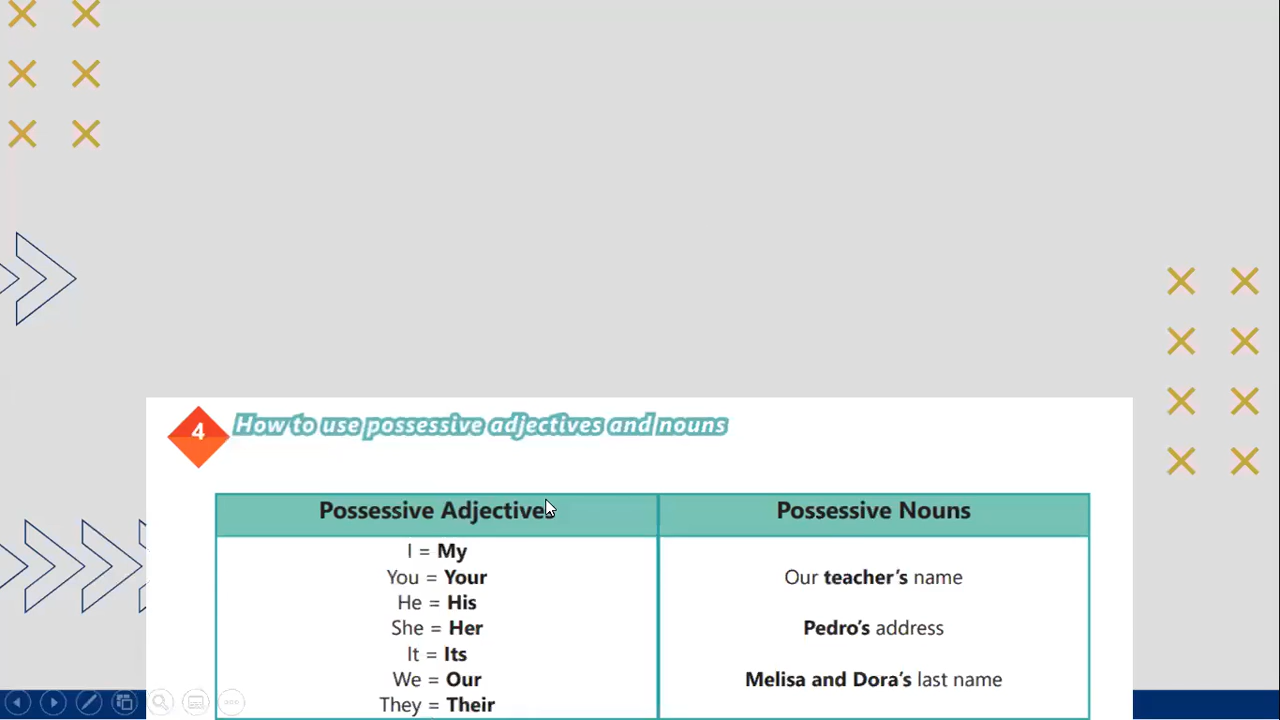 4
How to use possessive adjectives and nouns
Possessive Adjectives
I = My
You = Your
He = His
She = Her
It = Its
We = Our
They = Their
Possessive Nouns
Our teacher's name
Pedro's address
Melisa and Dora's last name